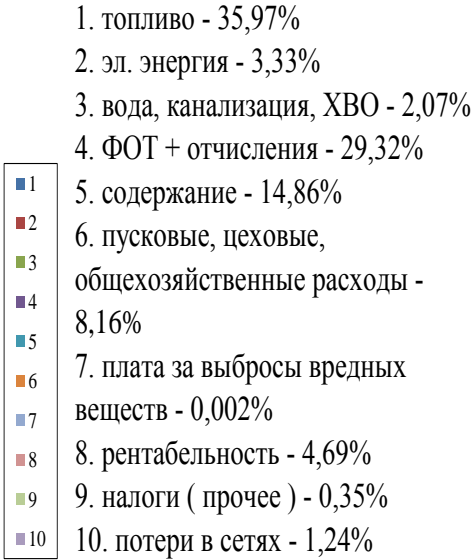 1. топливо - 35,97%
2. эл. энергия - 3,33%
3. вода, канализация, ХВО - 2,07%
4. ФОТ + отчисления - 29,32%
5. содержание - 14,86%
6. пусковые, цеховые,
общехозяйственные расходы -
8,16%
7. плата за выбросы вредных
веществ - 0,002%
8. рентабельность - 4,69%
9. налоги ( прочее ) - 0,35%
10. потери в сетях - 1,24%
1
2
3
4
5
6
7
8
9
10